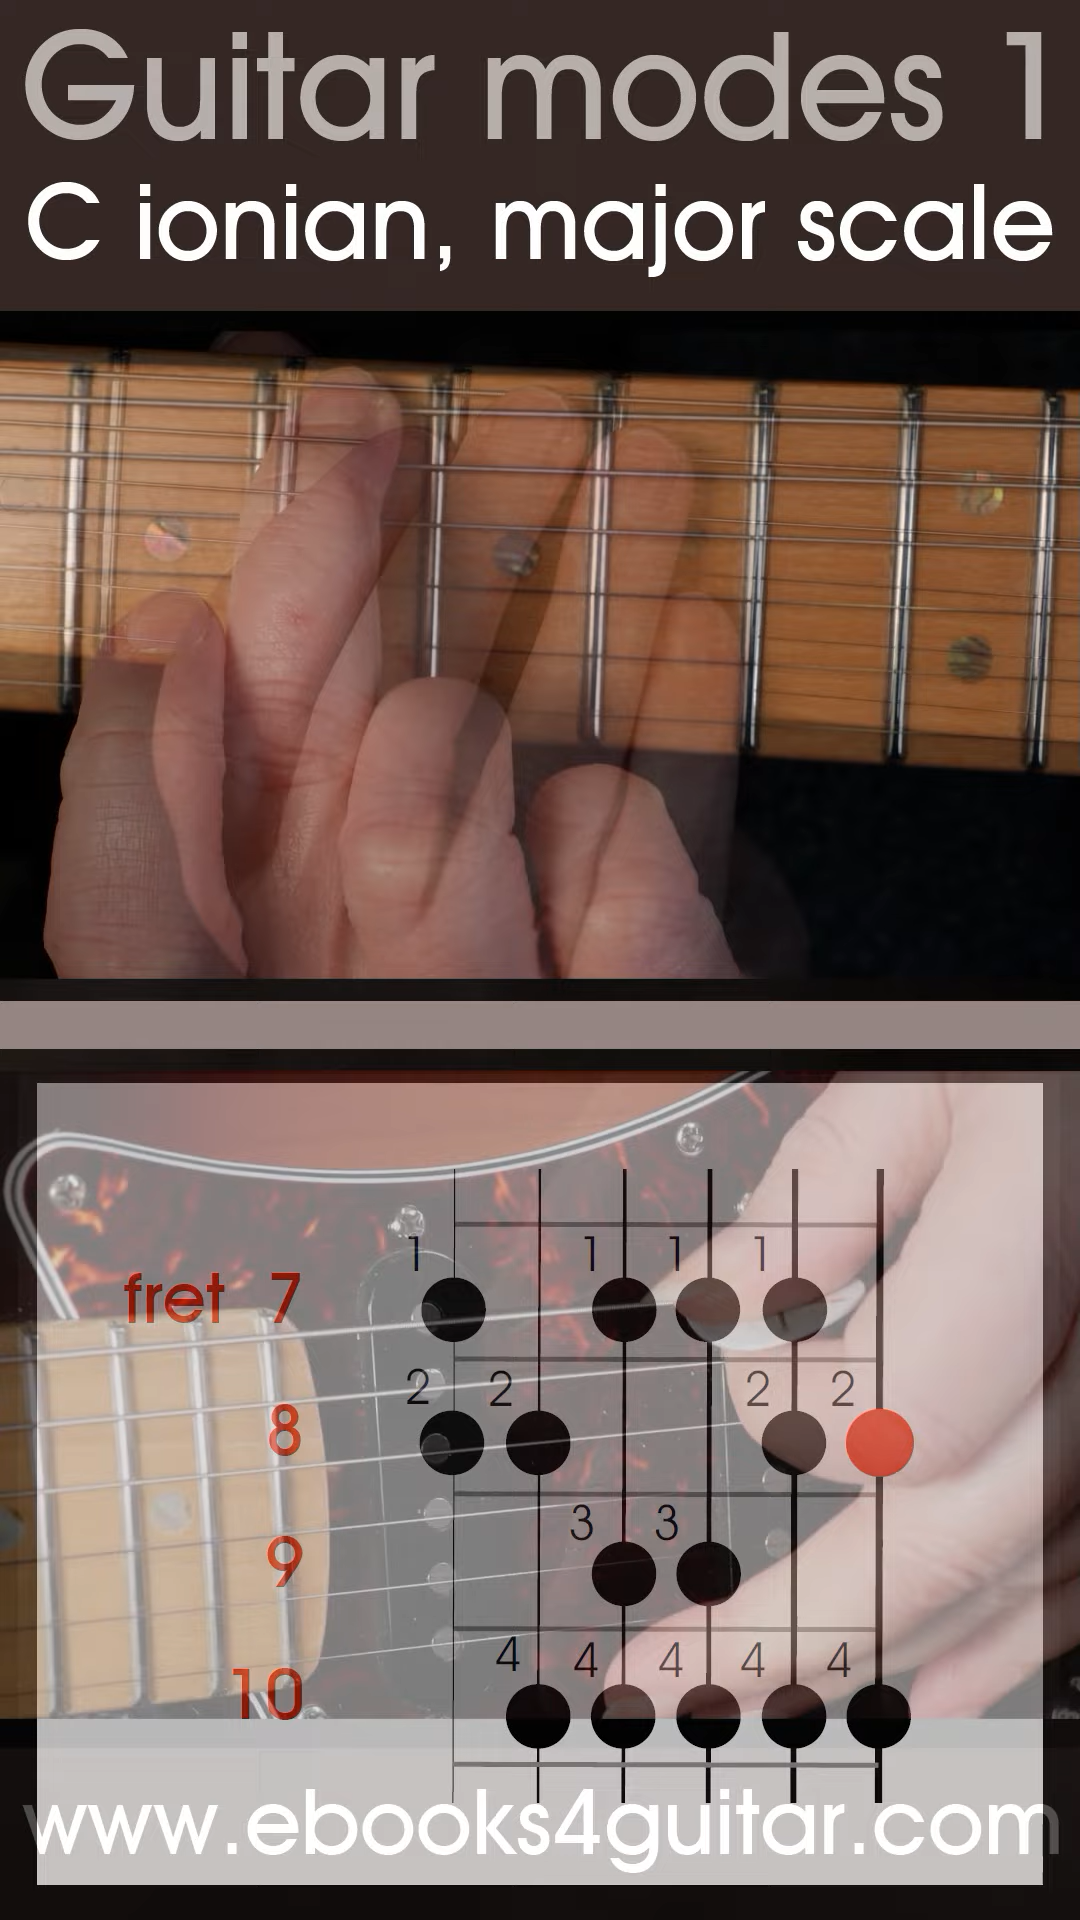 Guitar modes 1
C ionian, major scale
1 1 1 1
fret 7
2 2 2 2
8
3 3
9
4 4 4 4 4
10
www.ebooks4guitar.com